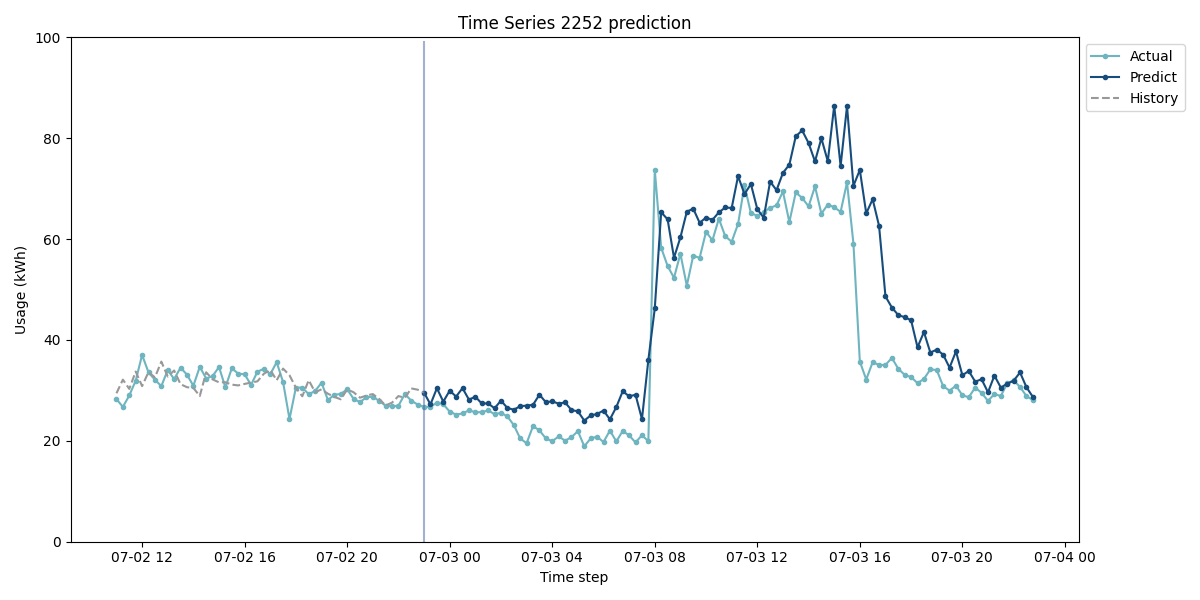 Time Series 2252 prediction
Usage (kWh)
100
80
60
40
20
0
07-02 12
07-02 16
07-02 20
07-03 00
07-03 04
07-03 08
07-03 12
07-03 16
07-03 20
07-04 00
Time step
Actual
Predict
History